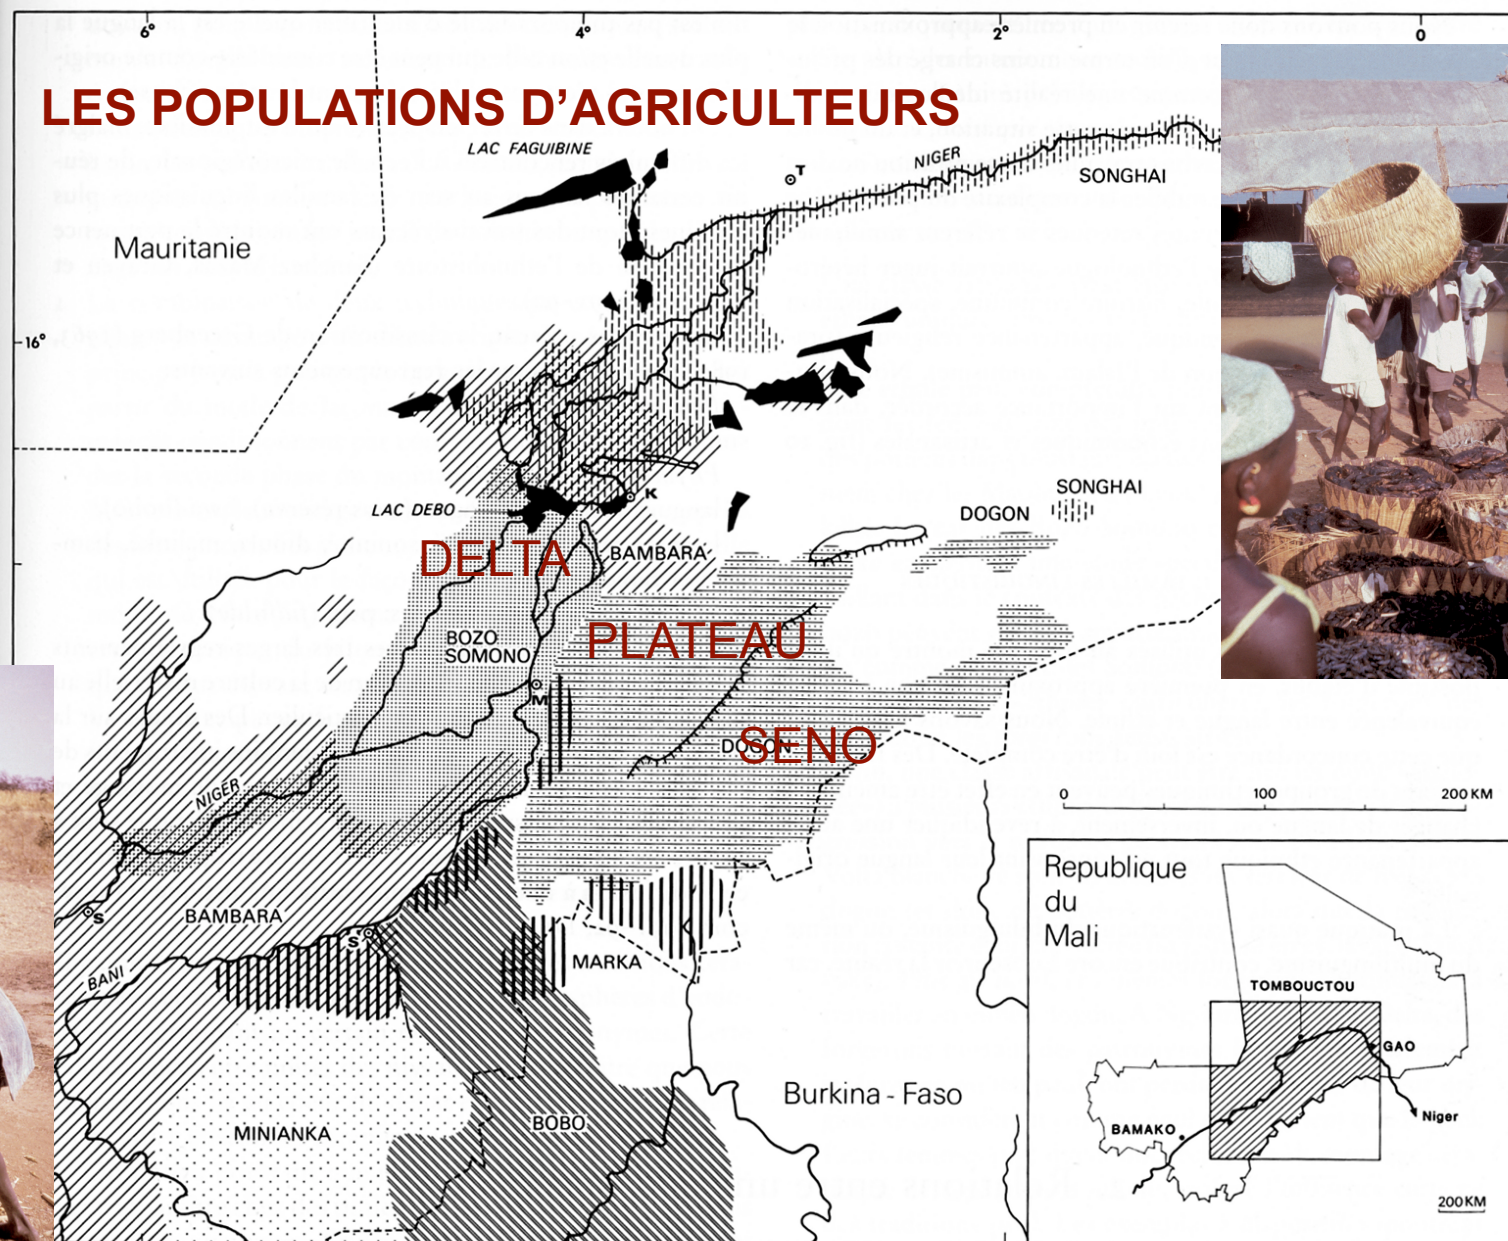 6° 4° 2° 0
LES POPULATIONS D’AGRICULTEURS
LAC FAGUIBINE
T
NIGER
SONGHAI
Mauritanie
16°
LAC DEBO
K
SONGHAI
DOGON
DELTA
BAMBARA
BOZO
SOMONO
PLATEAU
M
DOGON
SENO
NIGER
0 100 200 KM
S
BAMBARA
S
BANI
MARKA
Republique
du
Mali
TOMBOUCTOU
GAO
Niger
BAMAKO
200 KM
Burkina - Faso
MINIANKA
BOBO